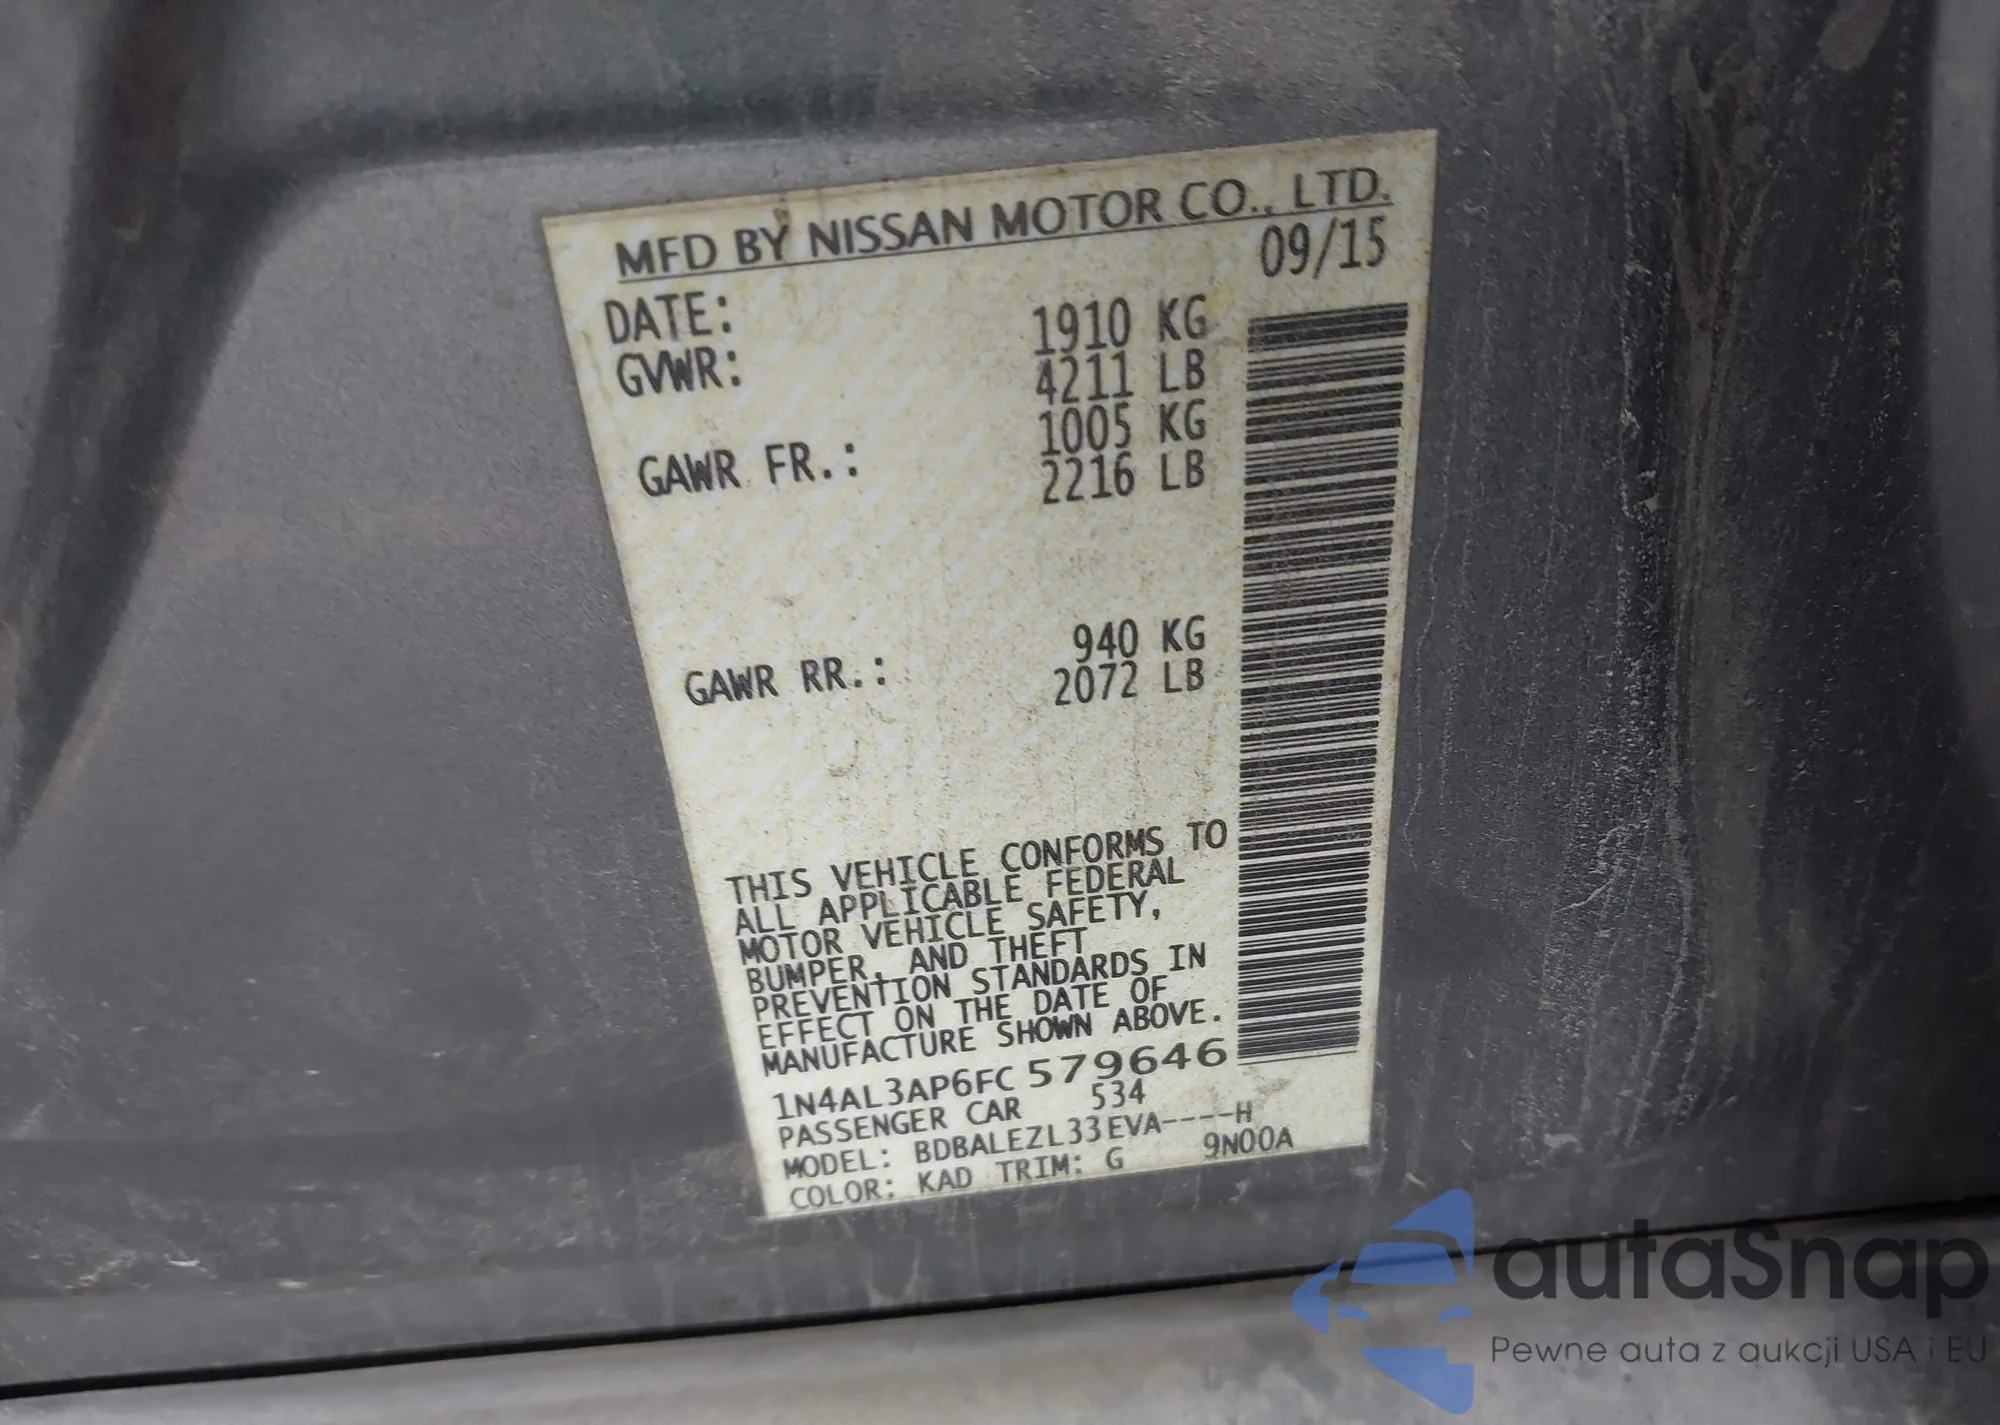 MFD BY NISSAN MOTOR CO., LTD.
DATE: 09/15
GVWR: 1910 KG
4211 LB
GAWR FR.: 1005 KG
2216 LB
GAWR RR.: 940 KG
2072 LB
THIS VEHICLE CONFORMS TO
ALL APPLICABLE FEDERAL
MOTOR VEHICLE SAFETY,
BUMPER, AND THEFT
PREVENTION STANDARDS IN
EFFECT ON THE DATE OF
MANUFACTURE SHOWN ABOVE.
1N4AL3AP6FC579646
PASSENGER CAR 534
MODEL: BDBALEZL33EVA----H
COLOR: KAD TRIM: G 9N00A
autaSnap
Pewne auta z aukcji USA i EU